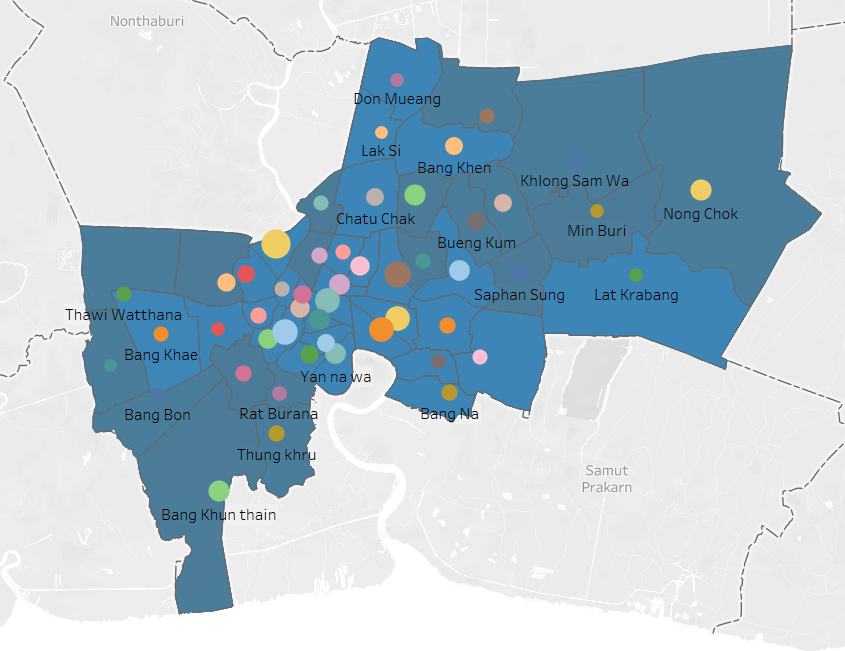 Nonthaburi
Don Mueang
Lak Si
Bang Khen
Khlong Sam Wa
Nong Chok
Chatu Chak
Min Buri
Bueng Kum
Saphan Sung
Lat Krabang
Thawi Watthana
Bang Khae
Yan na wa
Bang Bon
Rat Burana
Bang Na
Thung khru
Samut
Prakarn
Bang Khun thain